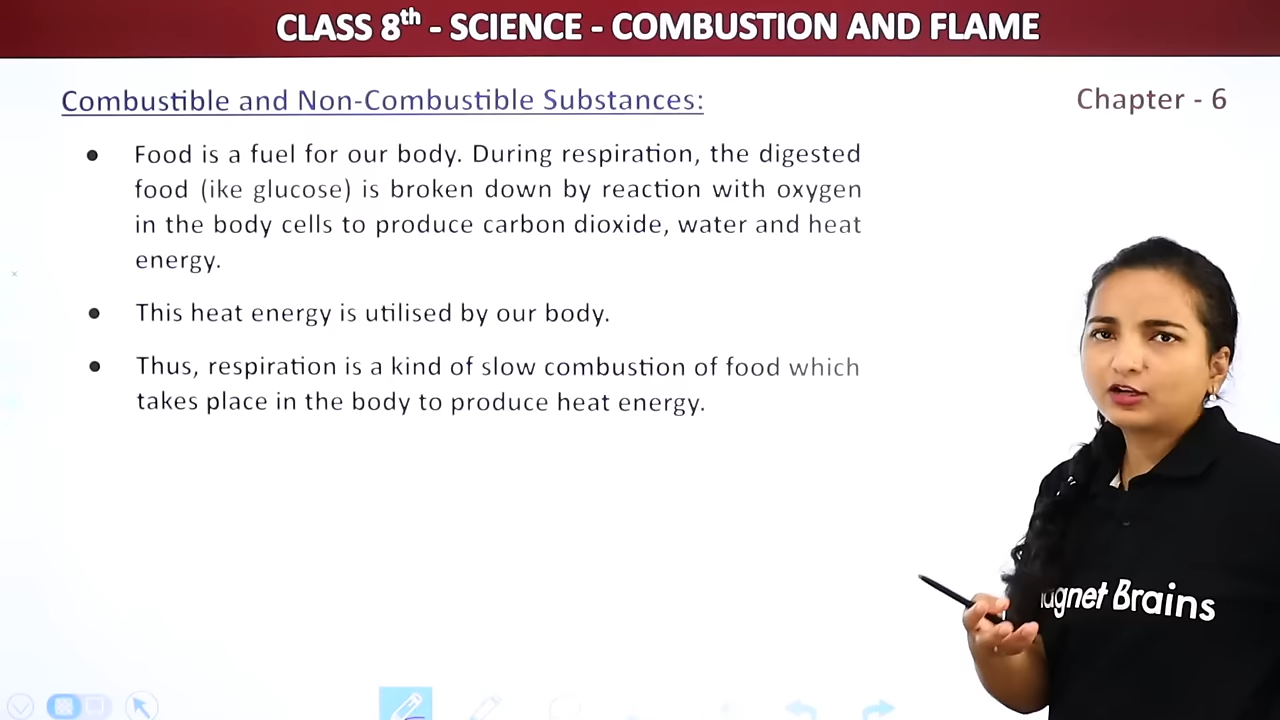 CLASS 8th - SCIENCE - COMBUSTION AND FLAME
Combustible and Non-Combustible Substances:
Chapter - 6
● Food is a fuel for our body. During respiration, the digested
food (ike glucose) is broken down by reaction with oxygen
in the body cells to produce carbon dioxide, water and heat
energy.
● This heat energy is utilised by our body.
● Thus, respiration is a kind of slow combustion of food which
takes place in the body to produce heat energy.
Brains